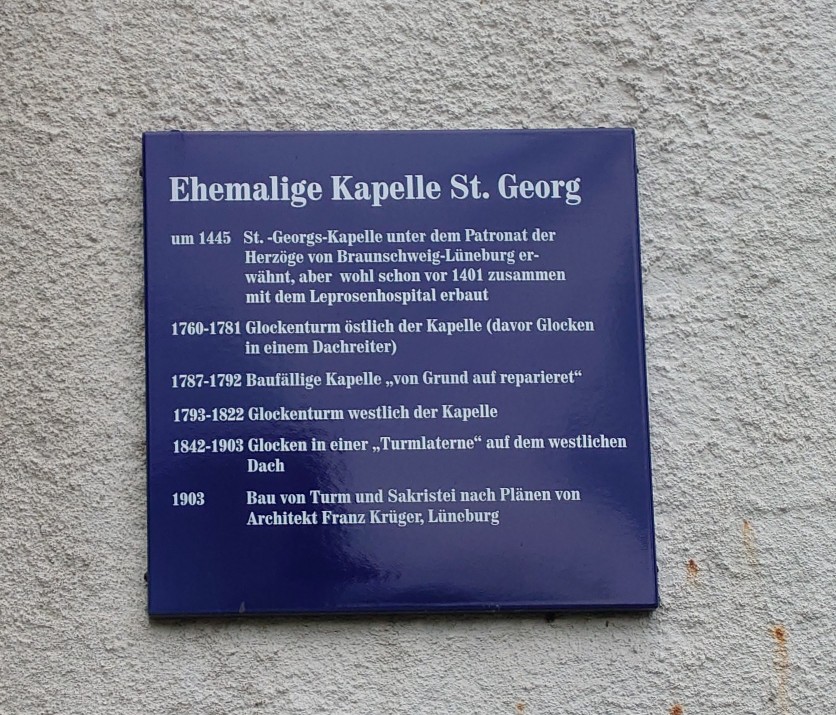 Ehemalige Kapelle St. Georg
um 1445 St. -Georgs-Kapelle unter dem Patronat der
Herzöge von Braunschweig-Lüneburg er-
wähnt, aber wohl schon vor 1401 zusammen
mit dem Leprosenhospital erbaut
1760-1781 Glockenturm östlich der Kapelle (davor Glocken
in einem Dachreiter)
1787-1792 Baufällige Kapelle „von Grund auf reparieret“
1793-1822 Glockenturm westlich der Kapelle
1842-1903 Glocken in einer „Turmlaterne“ auf dem westlichen
Dach
1903 Bau von Turm und Sakristei nach Plänen von
Architekt Franz Krüger, Lüneburg